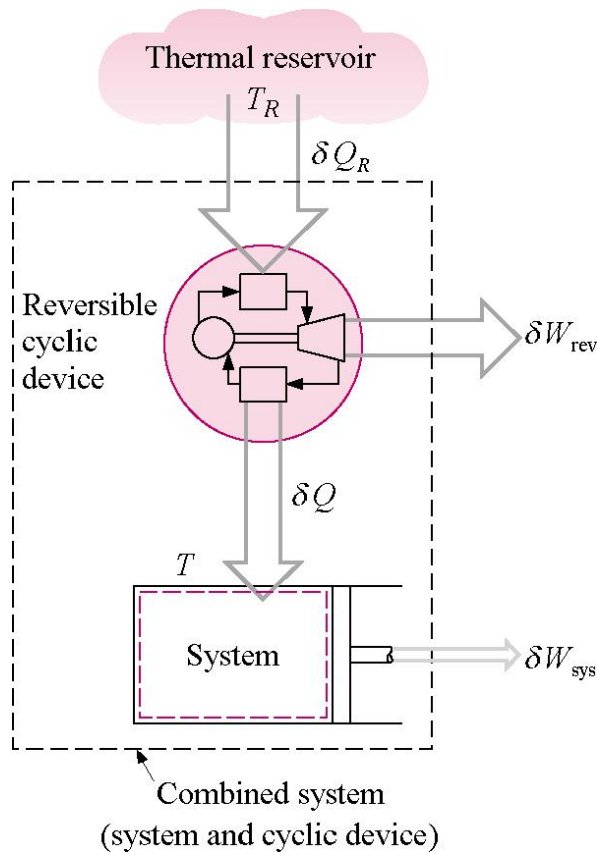 Thermal reservoir
T_R
δQ_R
Reversible
cyclic
device
δW_rev
δQ
T
System
δW_sys
Combined system
(system and cyclic device)